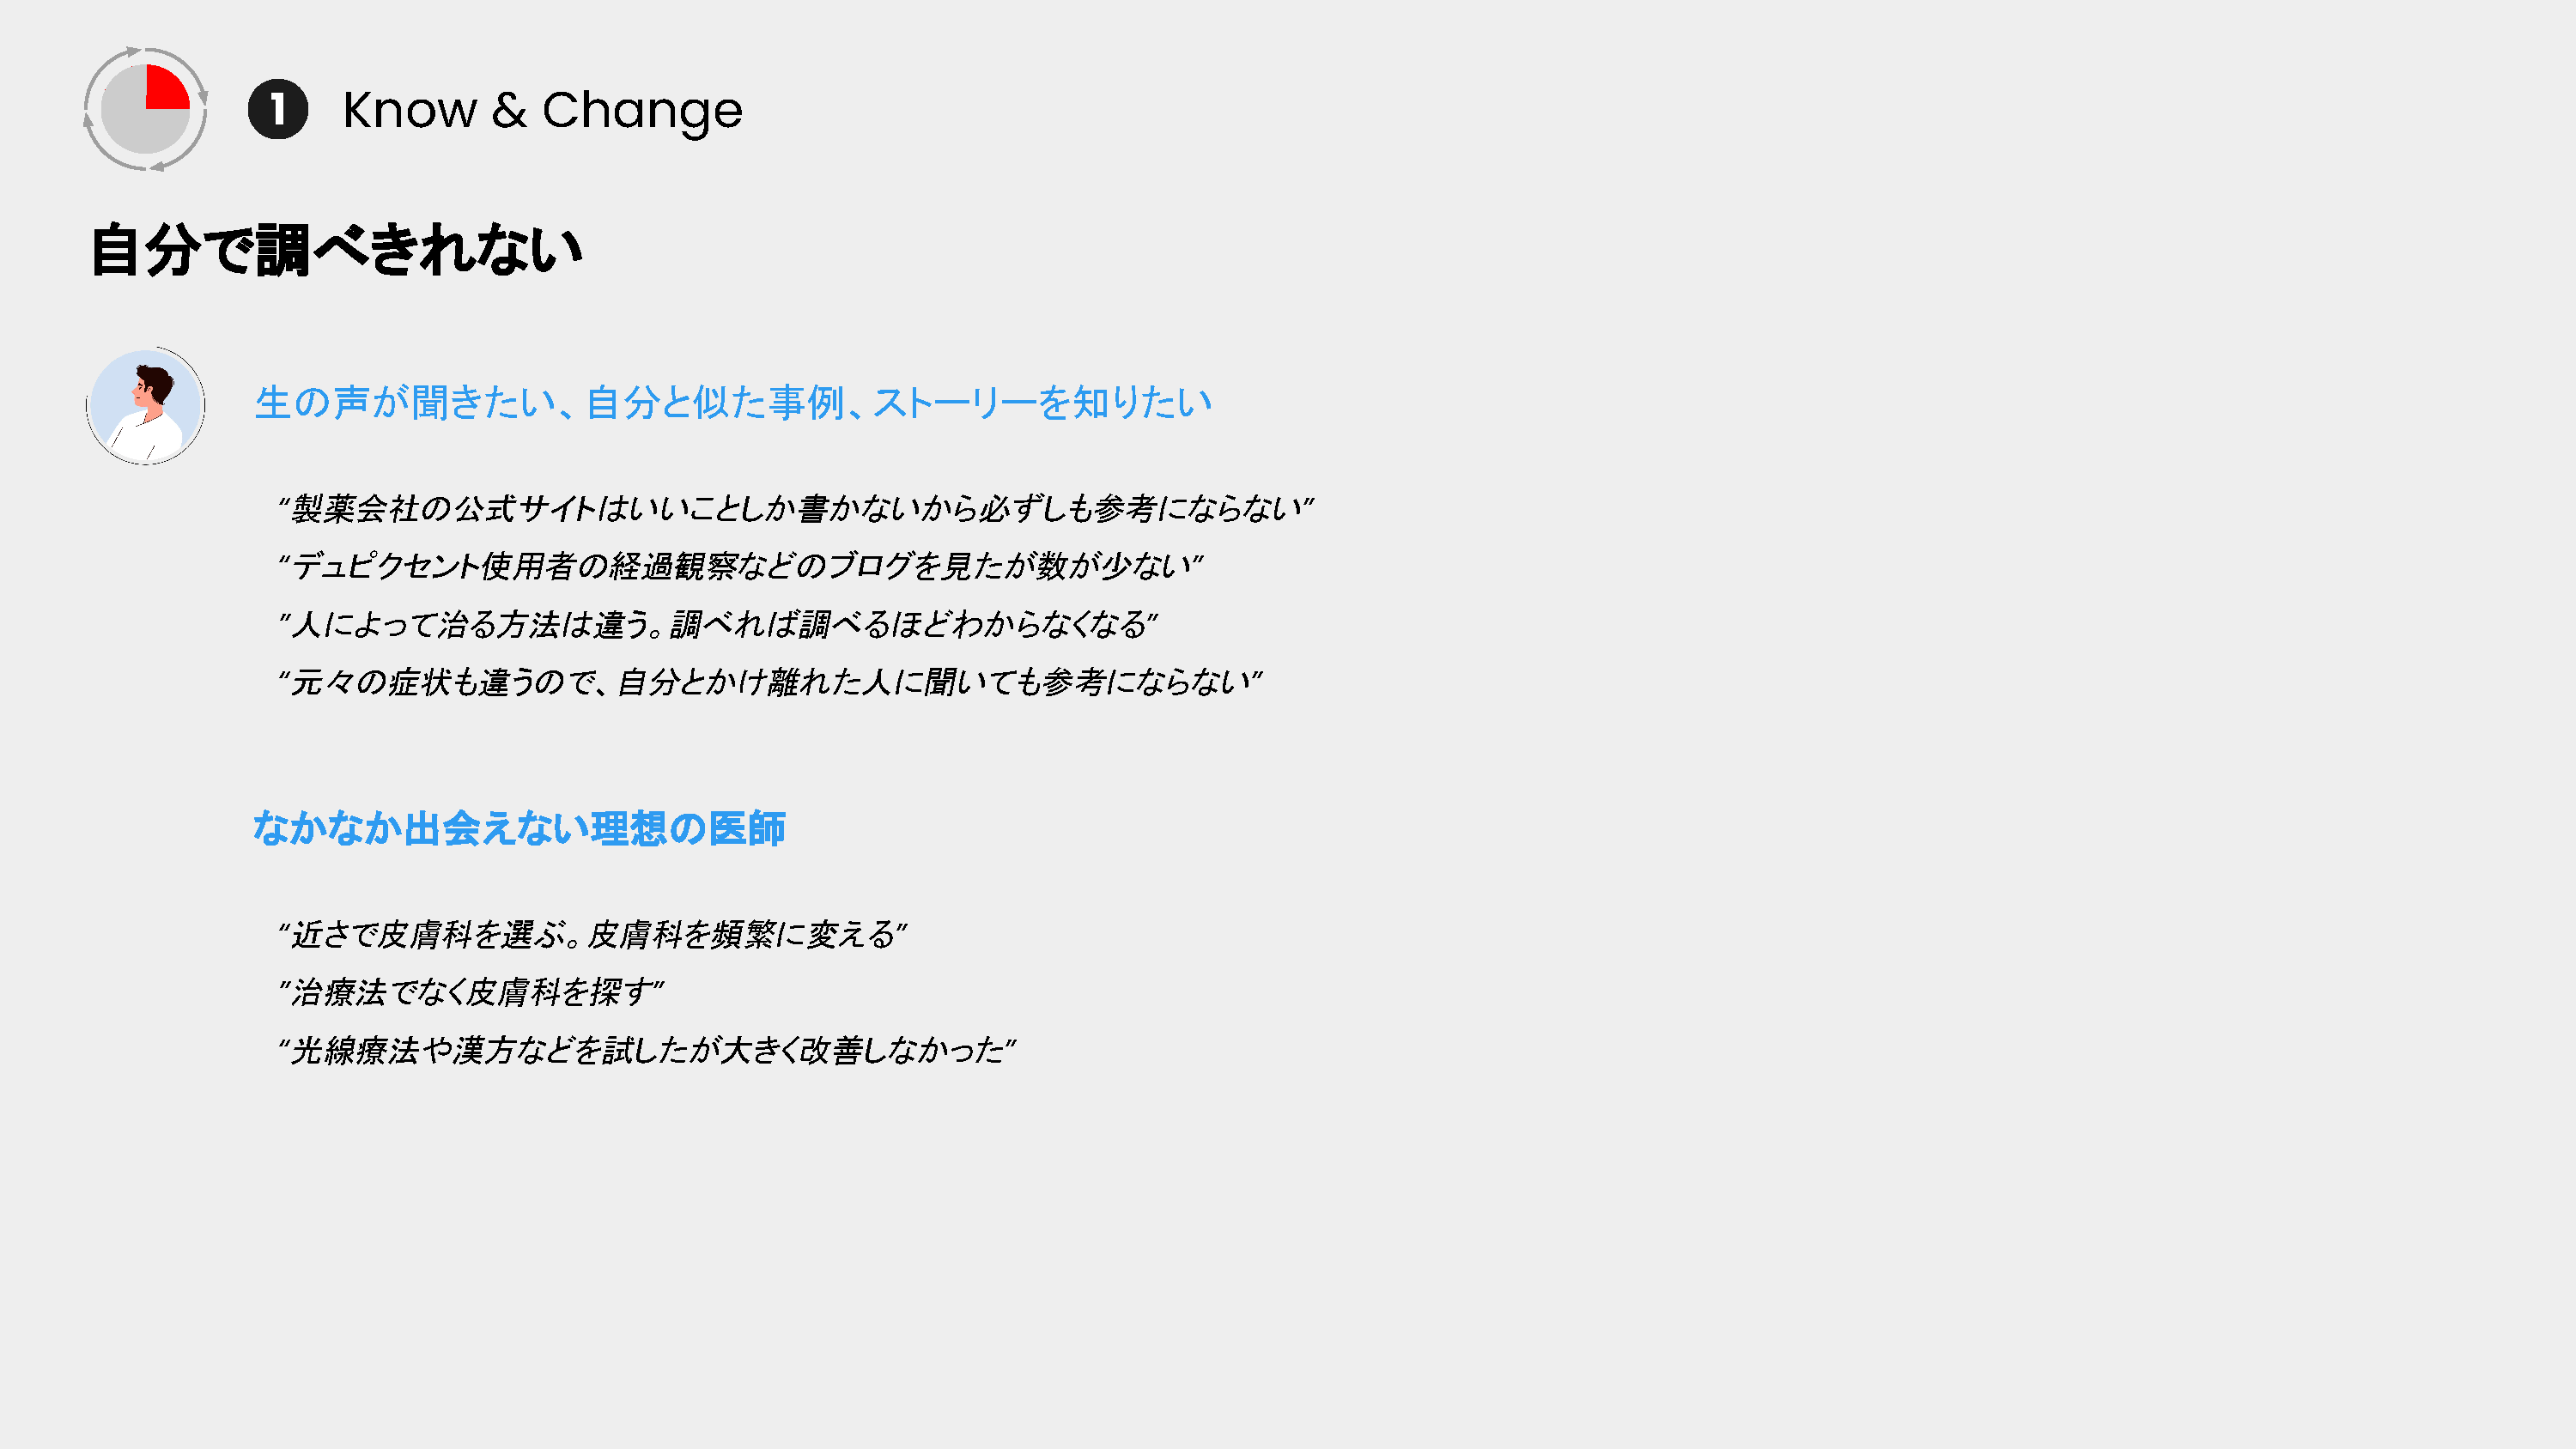 1 Know & Change
自分で調べきれない
生の声が聞きたい、自分と似た事例、ストーリーを知りたい
“製薬会社の公式サイトはいいことしか書かないから必ずしも参考にならない”
“デュピクセント使用者の経過観察などのブログを見たが数が少ない”
”人によって治る方法は違う。調べれば調べるほどわからなくなる”
“元々の症状も違うので、自分とかけ離れた人に聞いても参考にならない”
なかなか出会えない理想の医師
“近さで皮膚科を選ぶ。皮膚科を頻繁に変える”
”治療法でなく皮膚科を探す”
“光線療法や漢方などを試したが大きく改善しなかった”